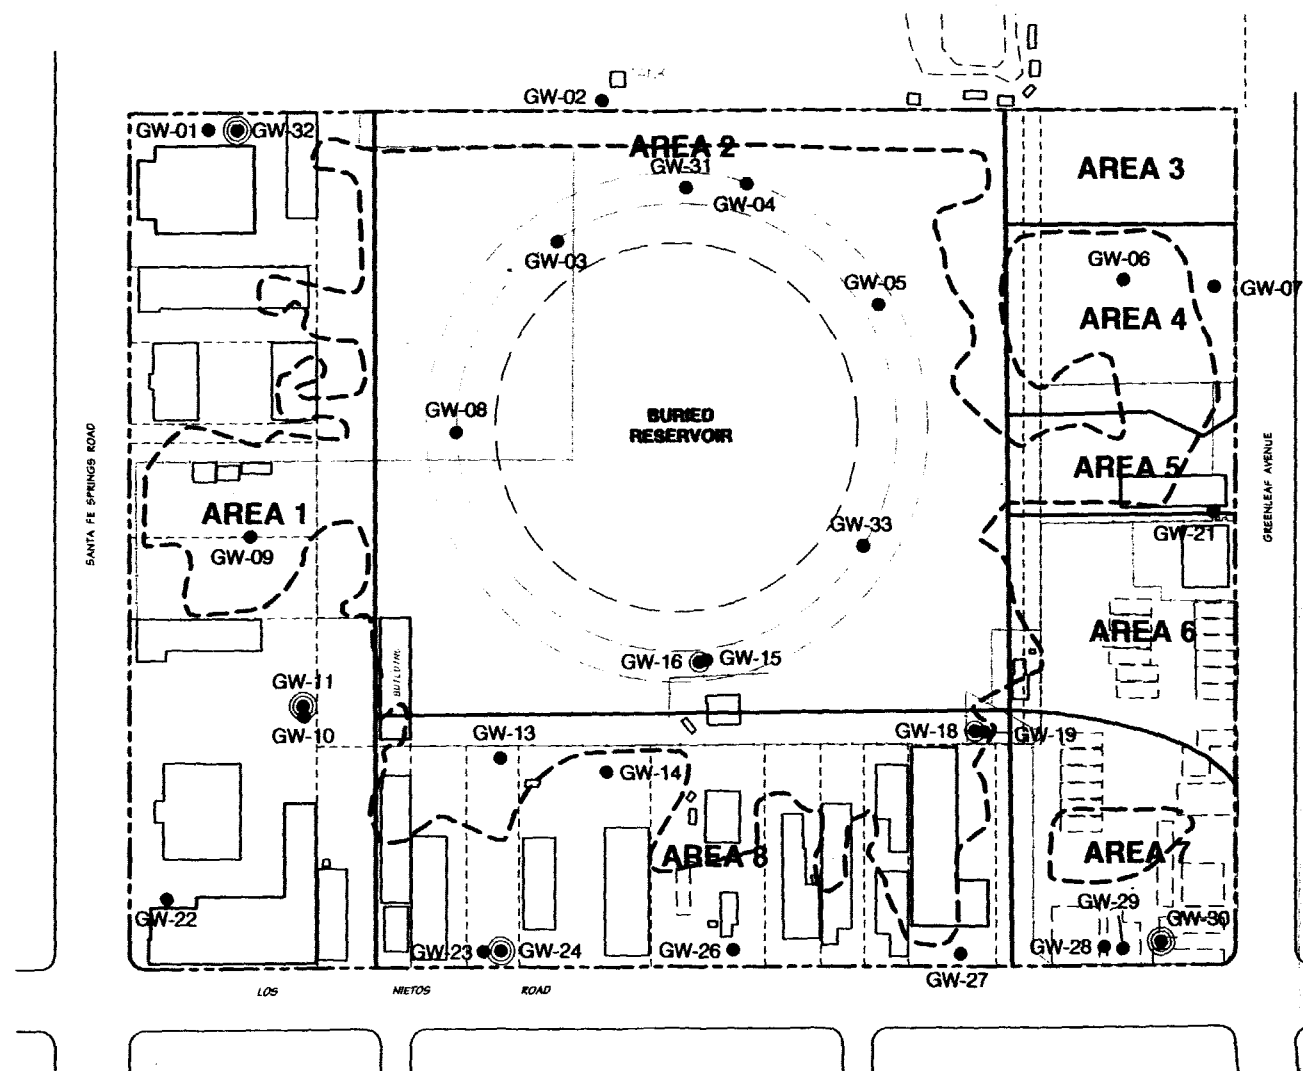 GW-02
GW-01
GW-32
AREA 2
GW-31
GW-04
AREA 3
GW-03
GW-05
GW-06
GW-07
AREA 4
GW-08
BURIED
RESERVOIR
SANTA FE SPRINGS ROAD
AREA 5
GREENLEAF AVENUE
AREA 1
GW-09
GW-33
GW-21
AREA 6
GW-16
GW-15
BUILDING
GW-11
GW-10
GW-13
GW-18
GW-19
GW-14
AREA 8
AREA 7
GW-22
GW-29
GW-30
GW-23
GW-24
GW-26
GW-28
GW-27
LOS NIETOS ROAD